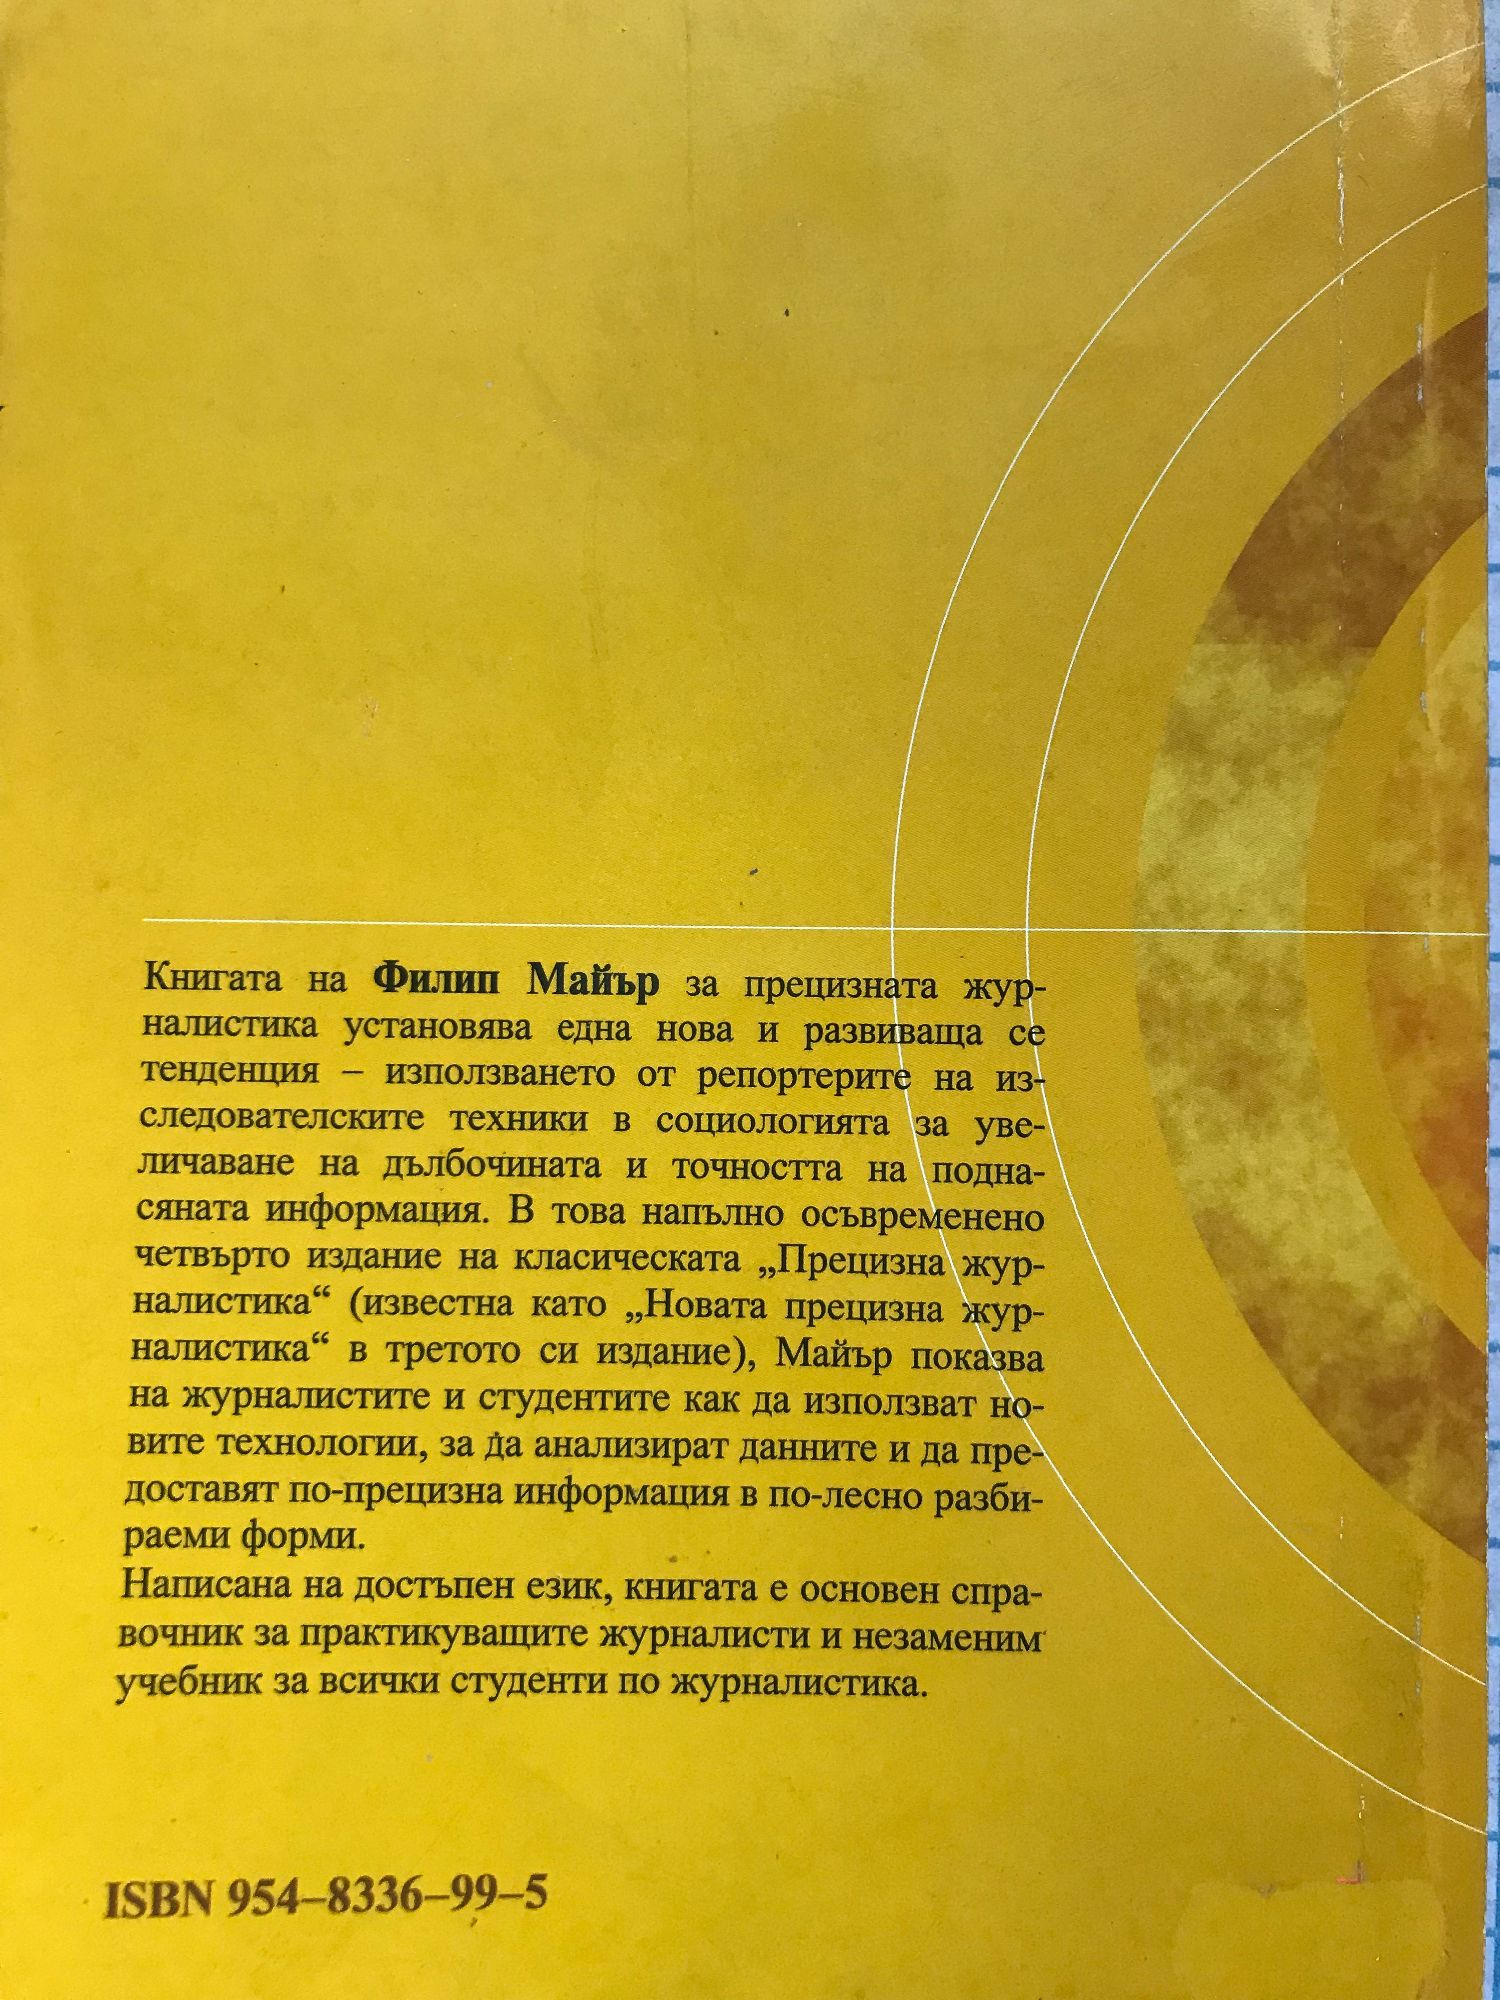 Книгата на Филип Майър за прецизната жур-
налистика установява една нова и развиваща се
тенденция – използването от репортерите на из-
следователските техники в социологията за уве-
личаване на дълбочината и точността на подна-
сяната информация. В това напълно осъвременено
четвърто издание на класическата „Прецизна жур-
налистика“ (известна като „Новата прецизна жур-
налистика“ в третото си издание), Майър показва
на журналистите и студентите как да използват но-
вите технологии, за да анализират данните и да пре-
доставят по-прецизна информация в по-лесно разби-
раеми форми.
Написана на достъпен език, книгата е основен спра-
вочник за практикуващите журналисти и незаменим
учебник за всички студенти по журналистика.
ISBN 954–8336–99–5